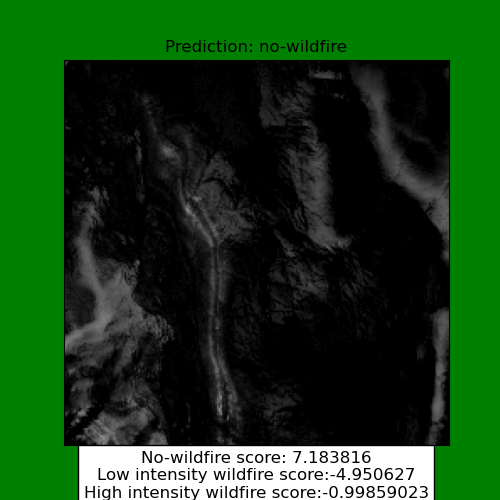 Prediction: no-wildfire
No-wildfire score: 7.183816
Low intensity wildfire score:-4.950627
High intensity wildfire score:-0.99859023